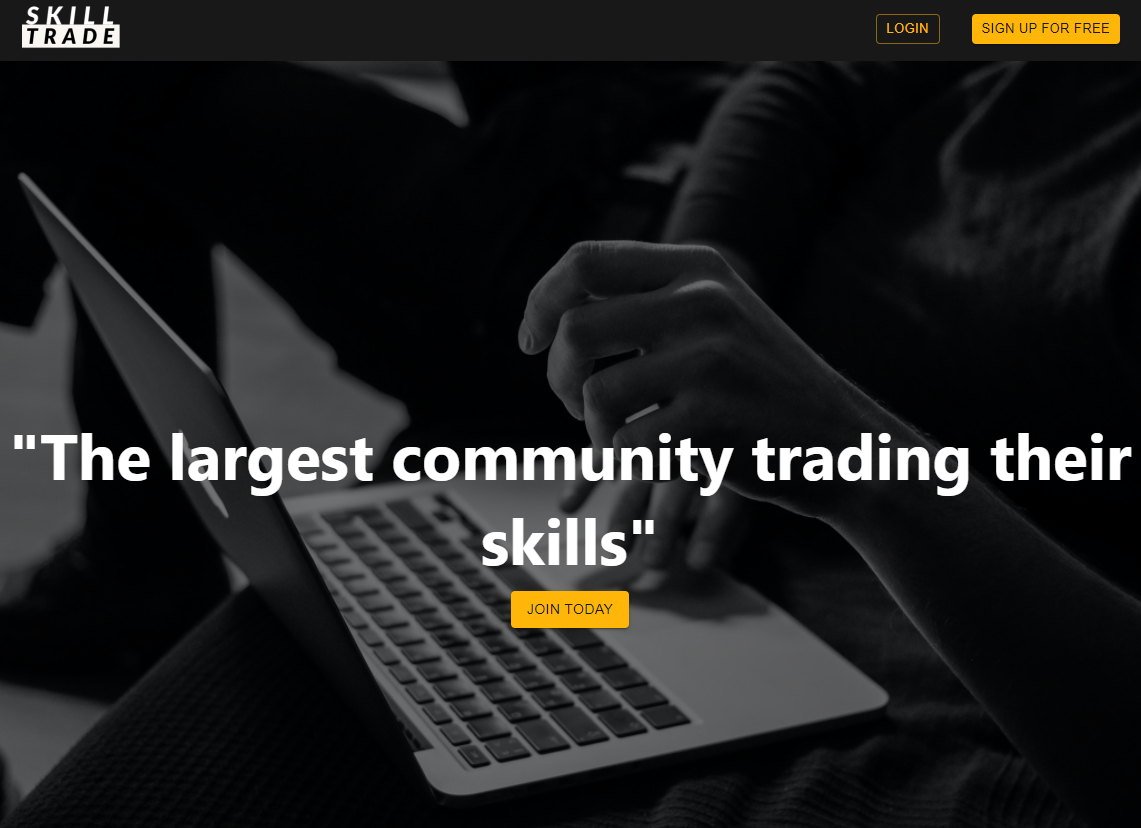 SKILL
TRADE
LOGIN
SIGN UP FOR FREE
"The largest community trading their
skills"
JOIN TODAY